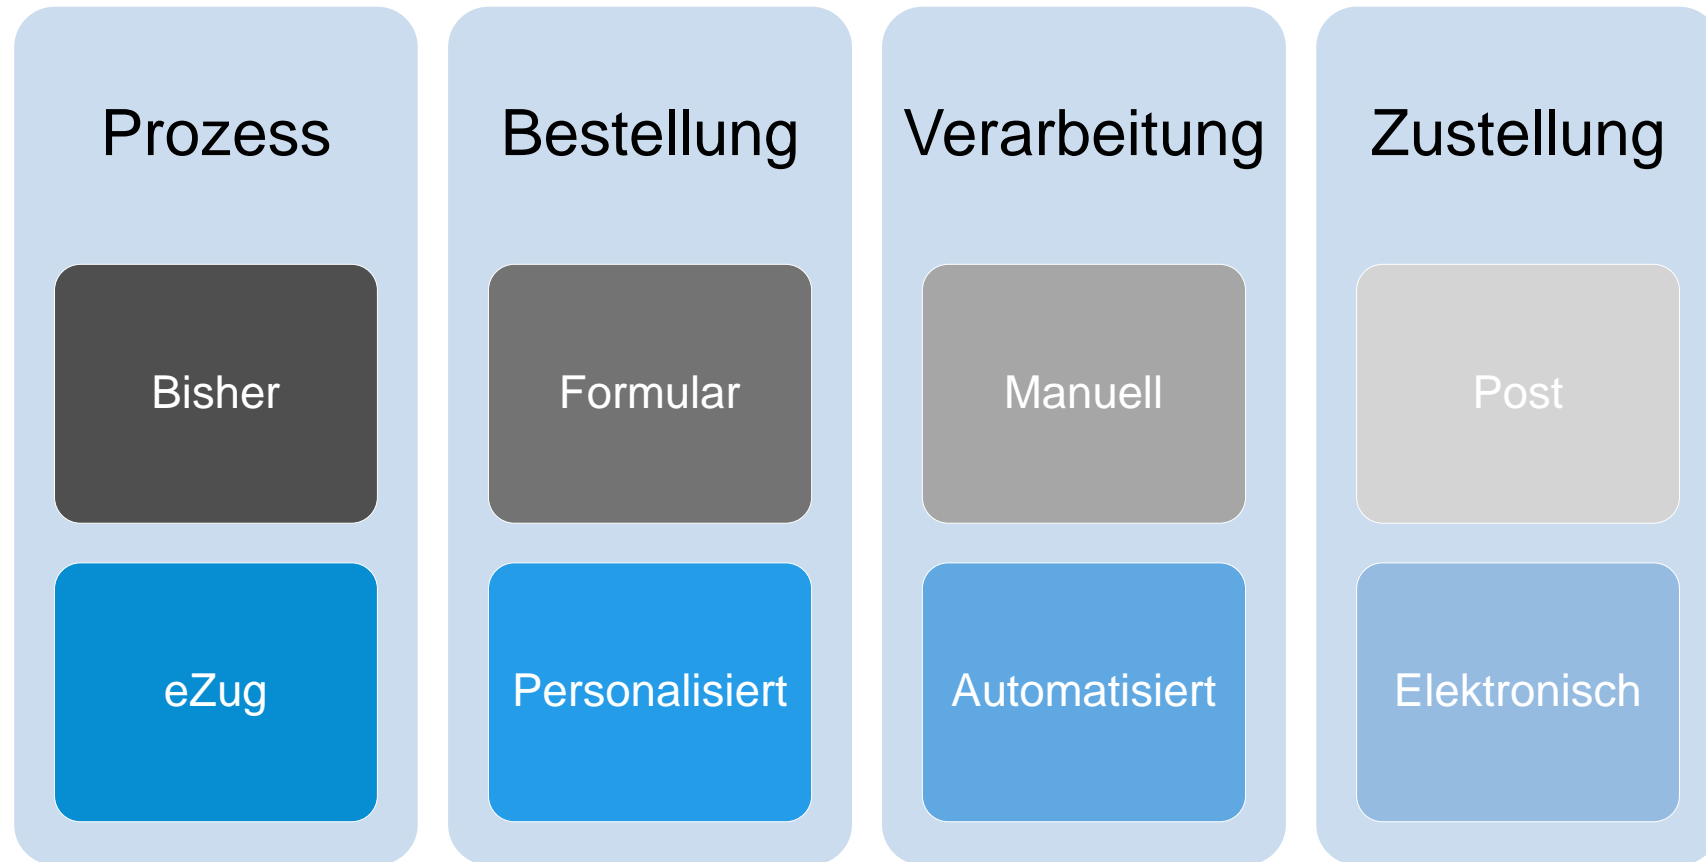 Prozess
Bestellung
Verarbeitung
Zustellung
Bisher
Formular
Manuell
Post
eZug
Personalisiert
Automatisiert
Elektronisch